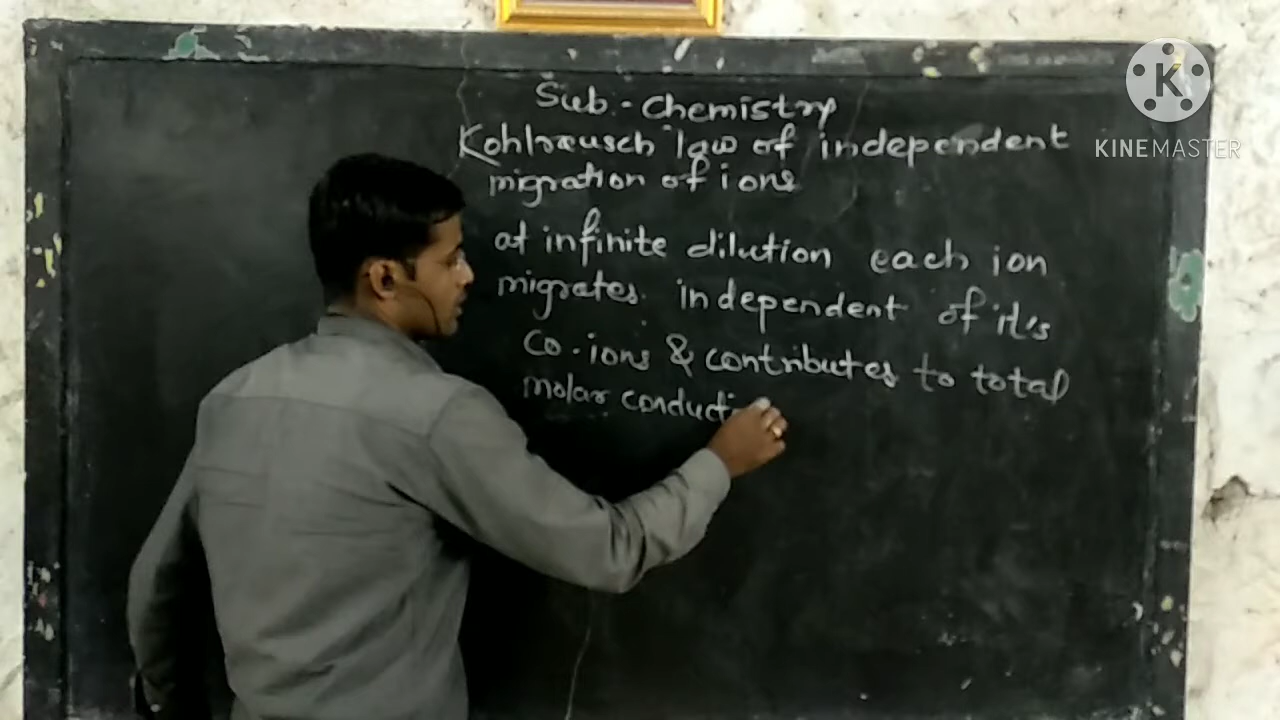 Sub. Chemistry
Kohlrausch law of independent
migration of ions
at infinite dilution each ion
migrates independent of it's
Co-ions & contributes to total
molar conducti
K
KINEMASTER